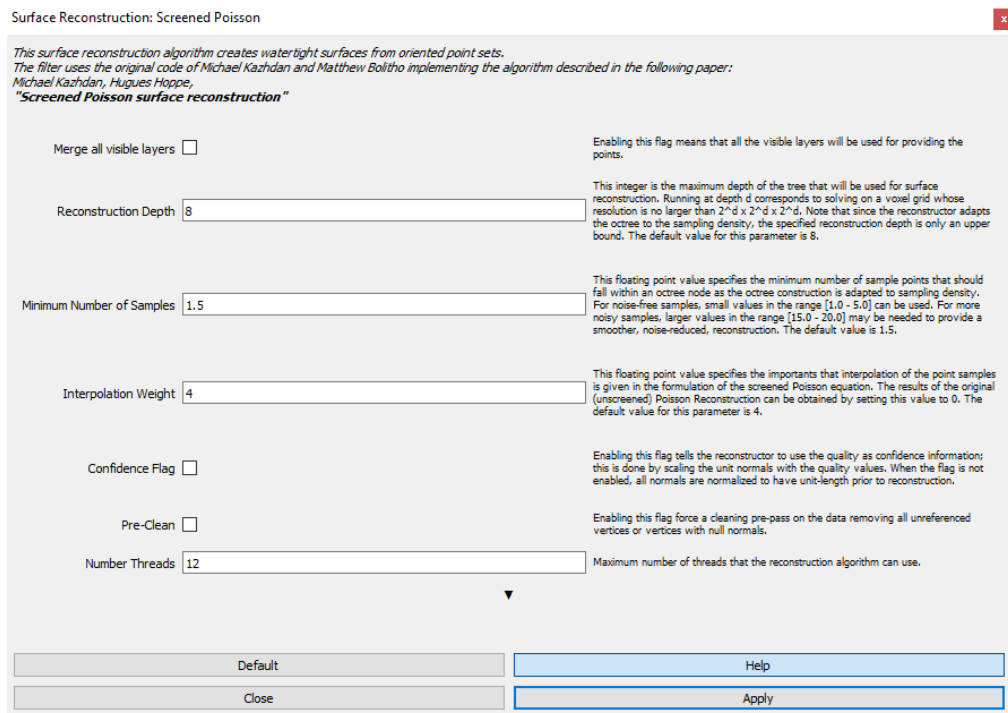 Surface Reconstruction: Screened Poisson
x
This surface reconstruction algorithm creates watertight surfaces from oriented point sets.
The filter uses the original code of Michael Kazhdan and Matthew Bolitho implementing the algorithm described in the following paper:
Michael Kazhdan, Hugues Hoppe,
"Screened Poisson surface reconstruction"
Merge all visible layers
Enabling this flag means that all the visible layers will be used for providing the
points.
Reconstruction Depth
8
This integer is the maximum depth of the tree that will be used for surface
reconstruction. Running at depth d corresponds to solving on a voxel grid whose
resolution is no larger than 2^d x 2^d x 2^d. Note that since the reconstructor adapts
the octree to the sampling density, the specified reconstruction depth is only an upper
bound. The default value for this parameter is 8.
Minimum Number of Samples
1.5
This floating point value specifies the minimum number of sample points that should
fall within an octree node as the octree construction is adapted to sampling density.
For noise-free samples, small values in the range [1.0 - 5.0] can be used. For more
noisy samples, larger values in the range [15.0 - 20.0] may be needed to provide a
smoother, noise-reduced, reconstruction. The default value is 1.5.
Interpolation Weight
4
This floating point value specifies the importants that interpolation of the point samples
is given in the formulation of the screened Poisson equation. The results of the original
(unscreened) Poisson Reconstruction can be obtained by setting this value to 0. The
default value for this parameter is 4.
Confidence Flag
Enabling this flag tells the reconstructor to use the quality as confidence information;
this is done by scaling the unit normals with the quality values. When the flag is not
enabled, all normals are normalized to have unit-length prior to reconstruction.
Pre-Clean
Enabling this flag force a cleaning pre-pass on the data removing all unreferenced
vertices or vertices with null normals.
Number Threads
12
Maximum number of threads that the reconstruction algorithm can use.
Default
Help
Close
Apply